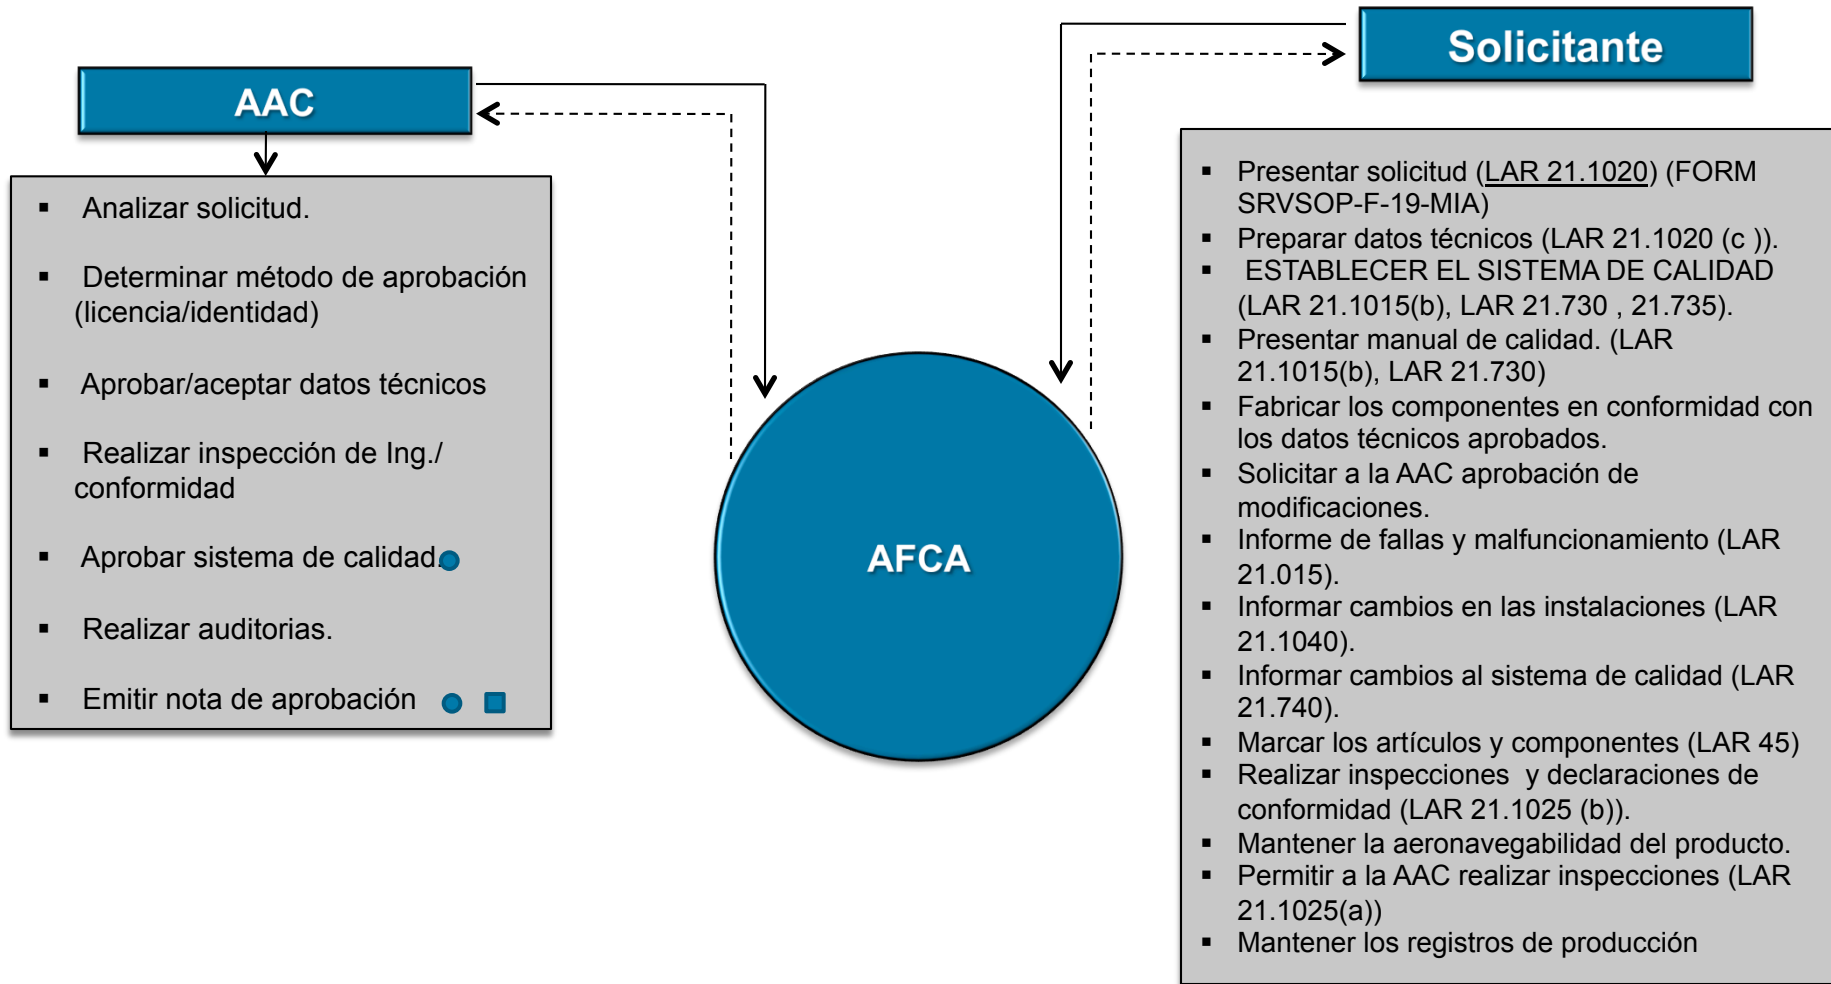 Solicitante
AAC
Analizar solicitud.
Determinar método de aprobación
(licencia/identidad)
Aprobar/aceptar datos técnicos
Realizar inspección de Ing./
conformidad
Aprobar sistema de calidad.
Realizar auditorias.
Emitir nota de aprobación
AFCA
Presentar solicitud (LAR 21.1020) (FORM
SRVSOP-F-19-MIA)
Preparar datos técnicos (LAR 21.1020 (c )).
ESTABLECER EL SISTEMA DE CALIDAD
(LAR 21.1015(b), LAR 21.730 , 21.735).
Presentar manual de calidad. (LAR
21.1015(b), LAR 21.730)
Fabricar los componentes en conformidad con
los datos técnicos aprobados.
Solicitar a la AAC aprobación de
modificaciones.
Informe de fallas y malfuncionamiento (LAR
21.015).
Informar cambios en las instalaciones (LAR
21.1040).
Informar cambios al sistema de calidad (LAR
21.740).
Marcar los artículos y componentes (LAR 45)
Realizar inspecciones y declaraciones de
conformidad (LAR 21.1025 (b)).
Mantener la aeronavegabilidad del producto.
Permitir a la AAC realizar inspecciones (LAR
21.1025(a))
Mantener los registros de producción